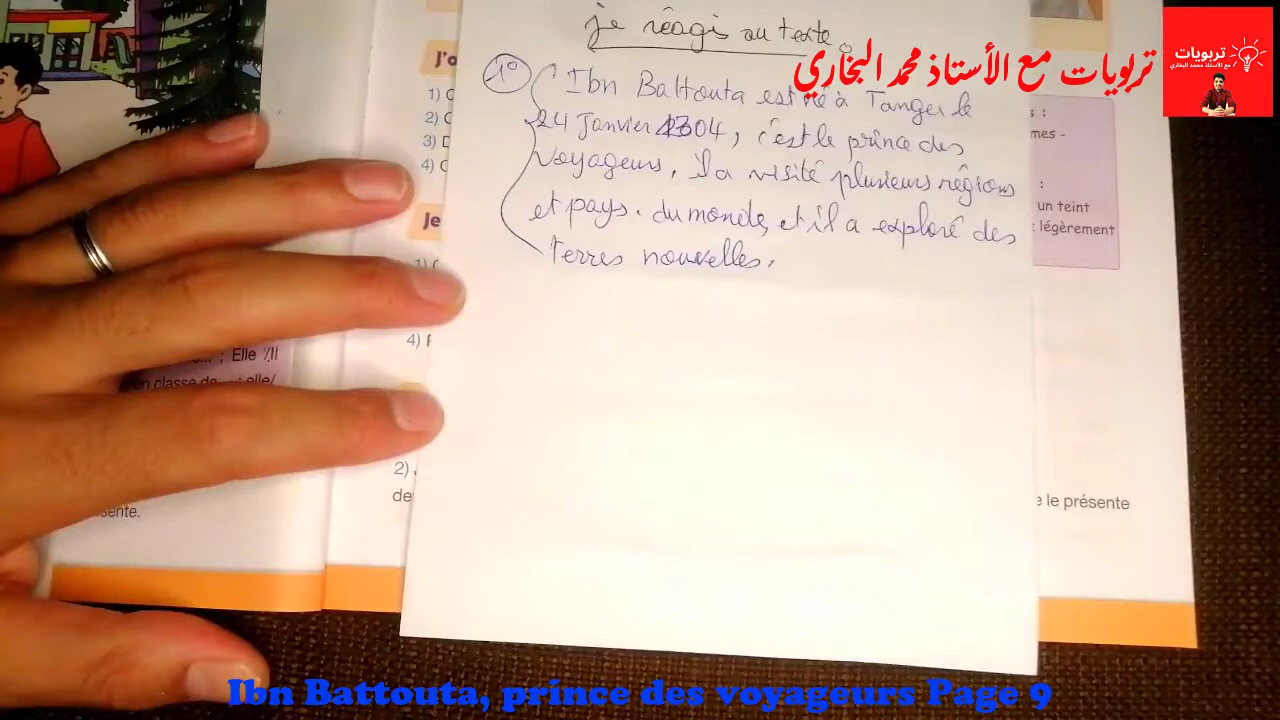 je réagis au texte.
تربويات مع الأستاذ محمد البخاري
تربويات
مع الأستاذ محمد البخاري
1°
Ibn Battouta est né à Tanger le
24 Janvier 1304, c'est le prince des
voyageurs, il a visité plusieurs régions
et pays. du monde, et il a exploré des
terres nouvelles.
J'o
1) C
2) C
3) D
4) C
Je
4)
2)
de
; Elle /Il
en classe de ; elle/
sente.
s :
mes -
:
un teint
: légèrement
e le présente
Ibn Battouta, prince des voyageurs Page 9